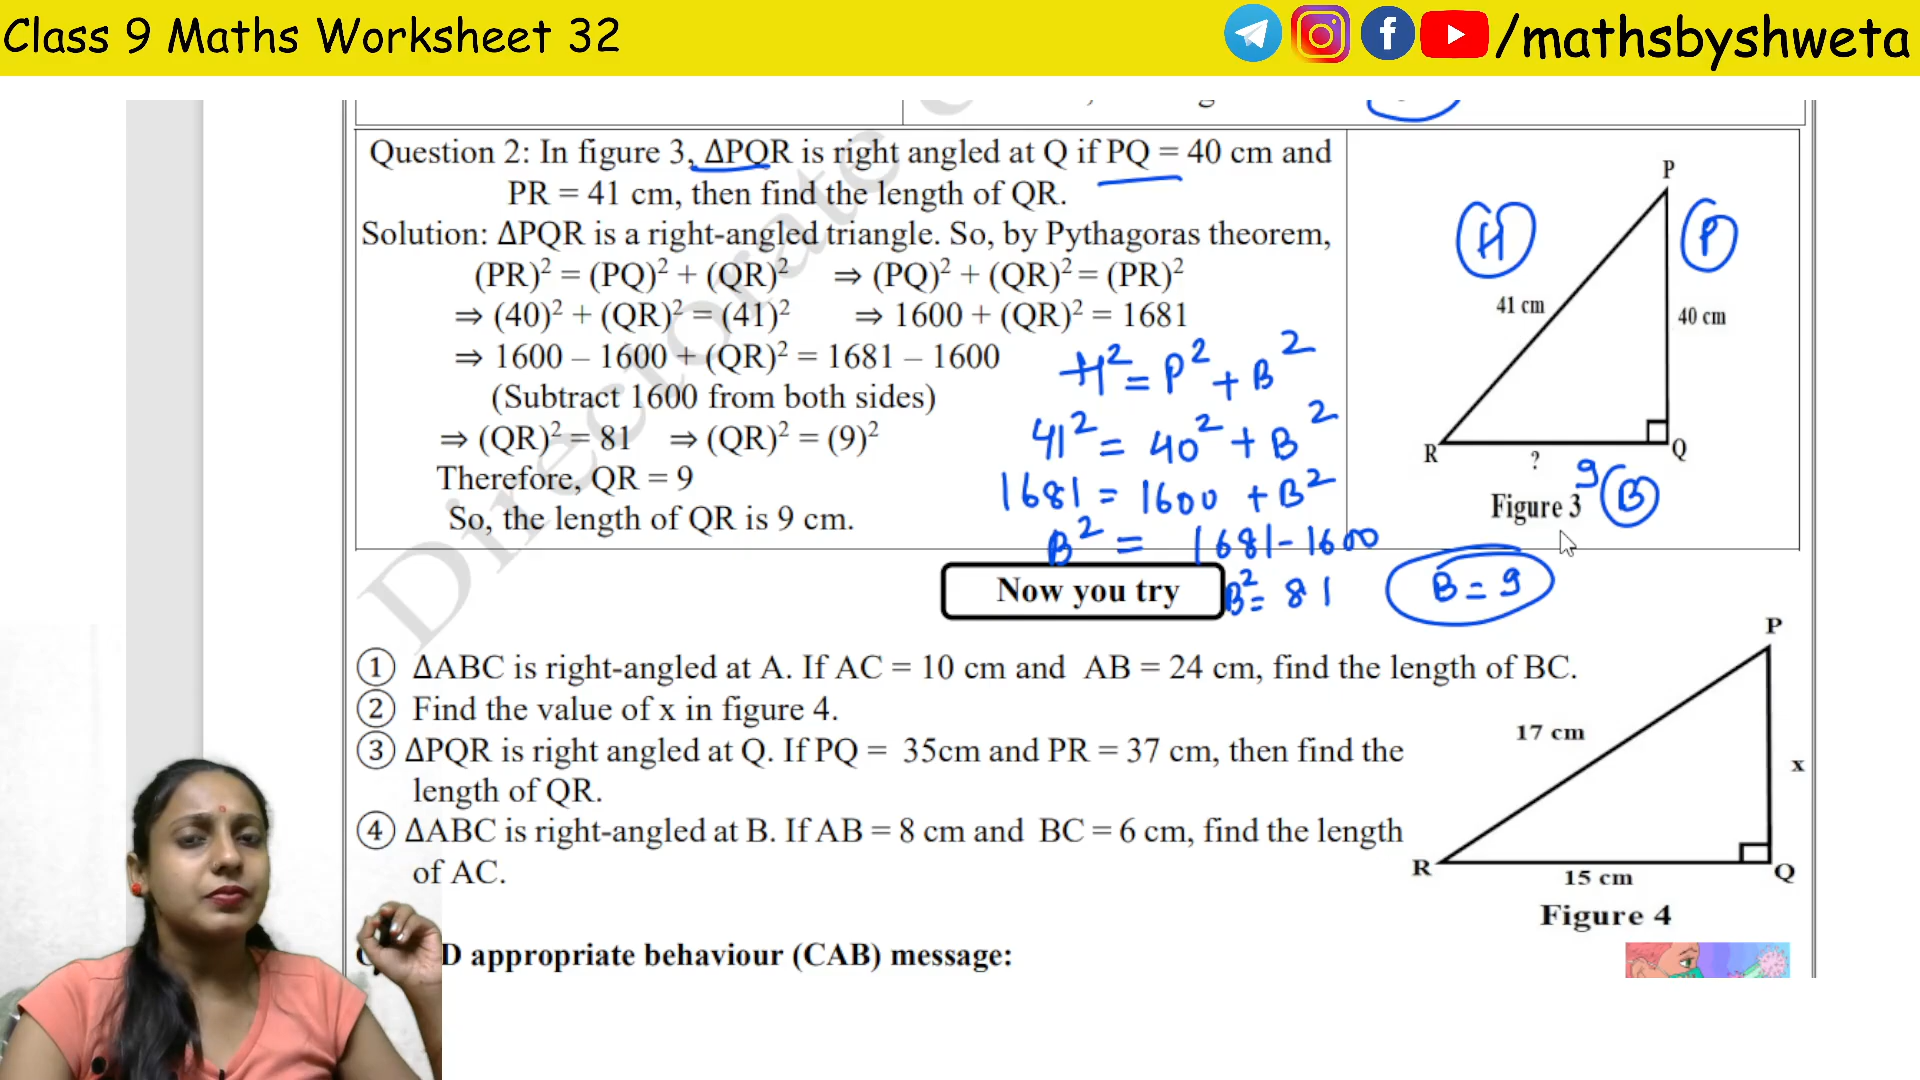 Class 9 Maths Worksheet 32
/mathsbyshweta
Question 2: In figure 3, ΔPQR is right angled at Q if PQ = 40 cm and
PR = 41 cm, then find the length of QR.
Solution: ΔPQR is a right-angled triangle. So, by Pythagoras theorem,
(PR)² = (PQ)² + (QR)² ⇒ (PQ)² + (QR)² = (PR)²
⇒ (40)² + (QR)² = (41)² ⇒ 1600 + (QR)² = 1681
⇒ 1600 – 1600 + (QR)² = 1681 – 1600
(Subtract 1600 from both sides)
⇒ (QR)² = 81 ⇒ (QR)² = (9)²
Therefore, QR = 9
So, the length of QR is 9 cm.
H² = P² + B²
41² = 40² + B²
1681 = 1600 + B²
B² = 1681 - 1600
B² = 81
B = 9
P
H
P
41 cm
40 cm
R
?
Q
9
B
Figure 3
Directorate
Now you try
① ΔABC is right-angled at A. If AC = 10 cm and AB = 24 cm, find the length of BC.
② Find the value of x in figure 4.
③ ΔPQR is right angled at Q. If PQ = 35cm and PR = 37 cm, then find the
length of QR.
④ ΔABC is right-angled at B. If AB = 8 cm and BC = 6 cm, find the length
of AC.
P
17 cm
x
R
15 cm
Q
Figure 4
D appropriate behaviour (CAB) message: